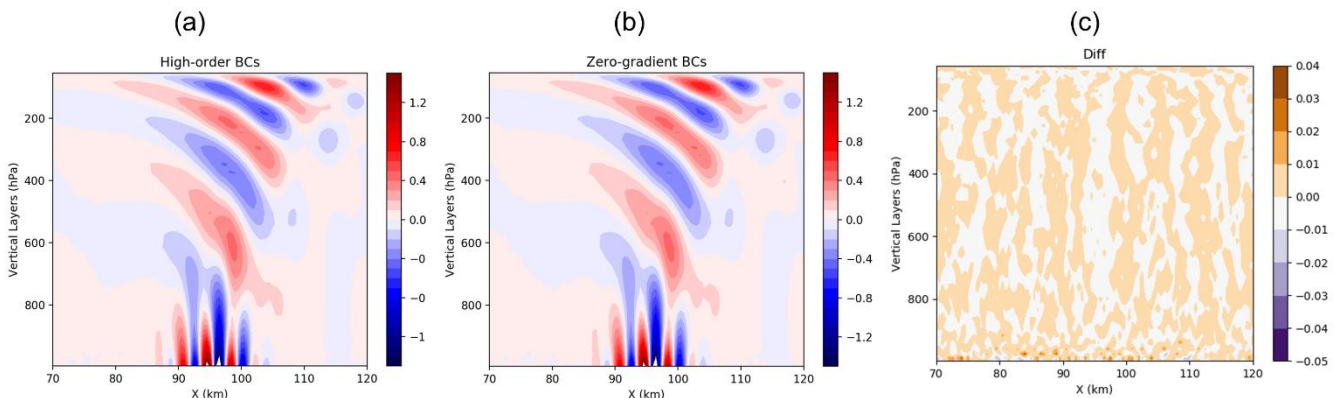 (a)
High-order BCs
Vertical Layers (hPa)
200
400
600
800
70 80 90 100 110 120
X (km)
1.2
0.8
0.4
0.0
−0
−0
−1
(b)
Zero-gradient BCs
Vertical Layers (hPa)
200
400
600
800
70 80 90 100 110 120
X (km)
1.2
0.8
0.4
0.0
−0.4
−0.8
−1.2
(c)
Diff
Vertical Layers (hPa)
200
400
600
800
70 80 90 100 110 120
X (km)
0.04
0.03
0.02
0.01
0.00
−0.01
−0.02
−0.03
−0.04
−0.05